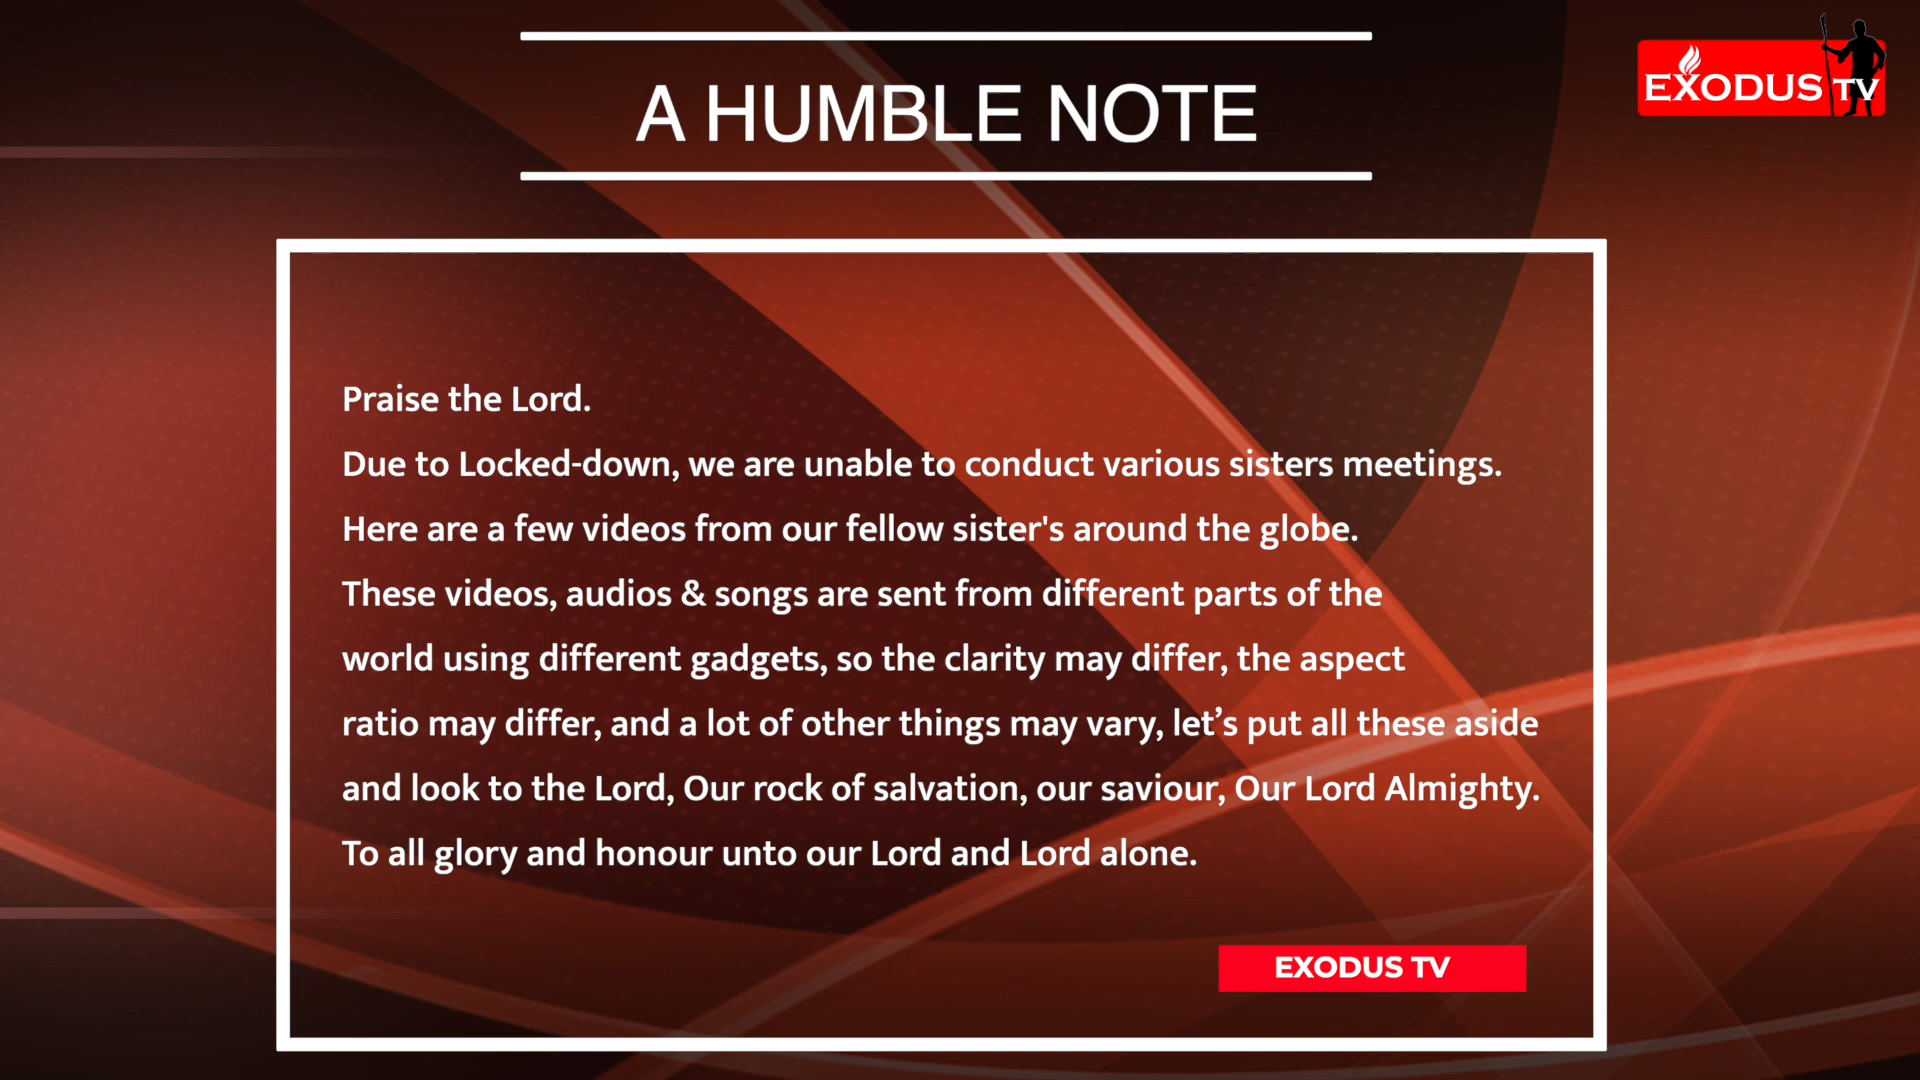 A HUMBLE NOTE
EXODUS TV
Praise the Lord.
Due to Locked-down, we are unable to conduct various sisters meetings.
Here are a few videos from our fellow sister's around the globe.
These videos, audios & songs are sent from different parts of the
world using different gadgets, so the clarity may differ, the aspect
ratio may differ, and a lot of other things may vary, let’s put all these aside
and look to the Lord, Our rock of salvation, our saviour, Our Lord Almighty.
To all glory and honour unto our Lord and Lord alone.
EXODUS TV